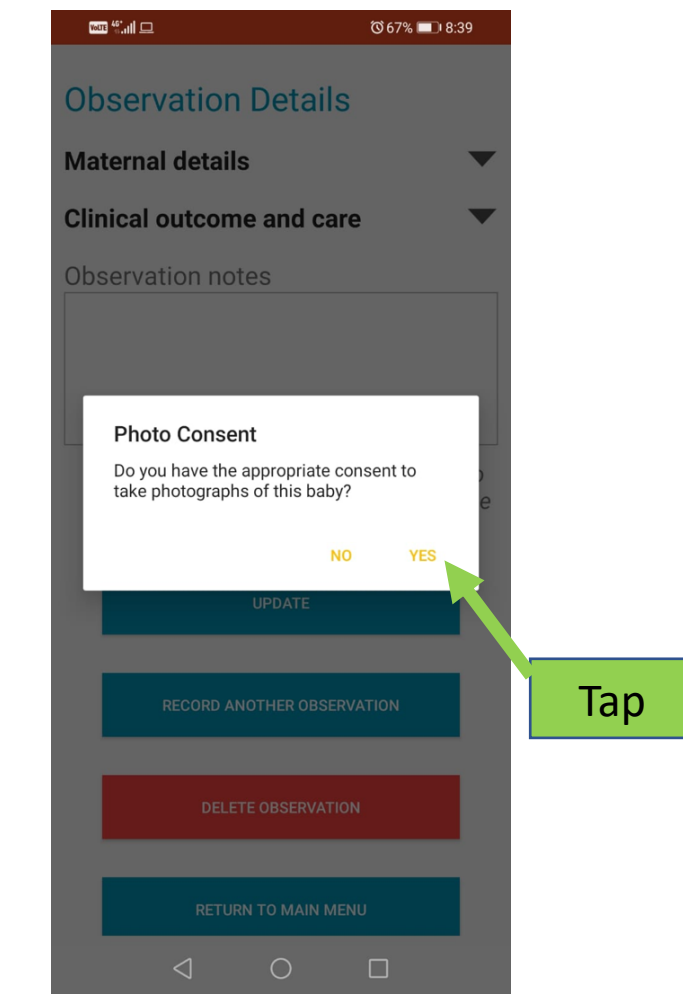 VoLTE 46
67% 8:39
Observation Details
Maternal details
Clinical outcome and care
Observation notes
Photo Consent
Do you have the appropriate consent to
take photographs of this baby?
e
NO YES
UPDATE
Tap
RECORD ANOTHER OBSERVATION
DELETE OBSERVATION
RETURN TO MAIN MENU